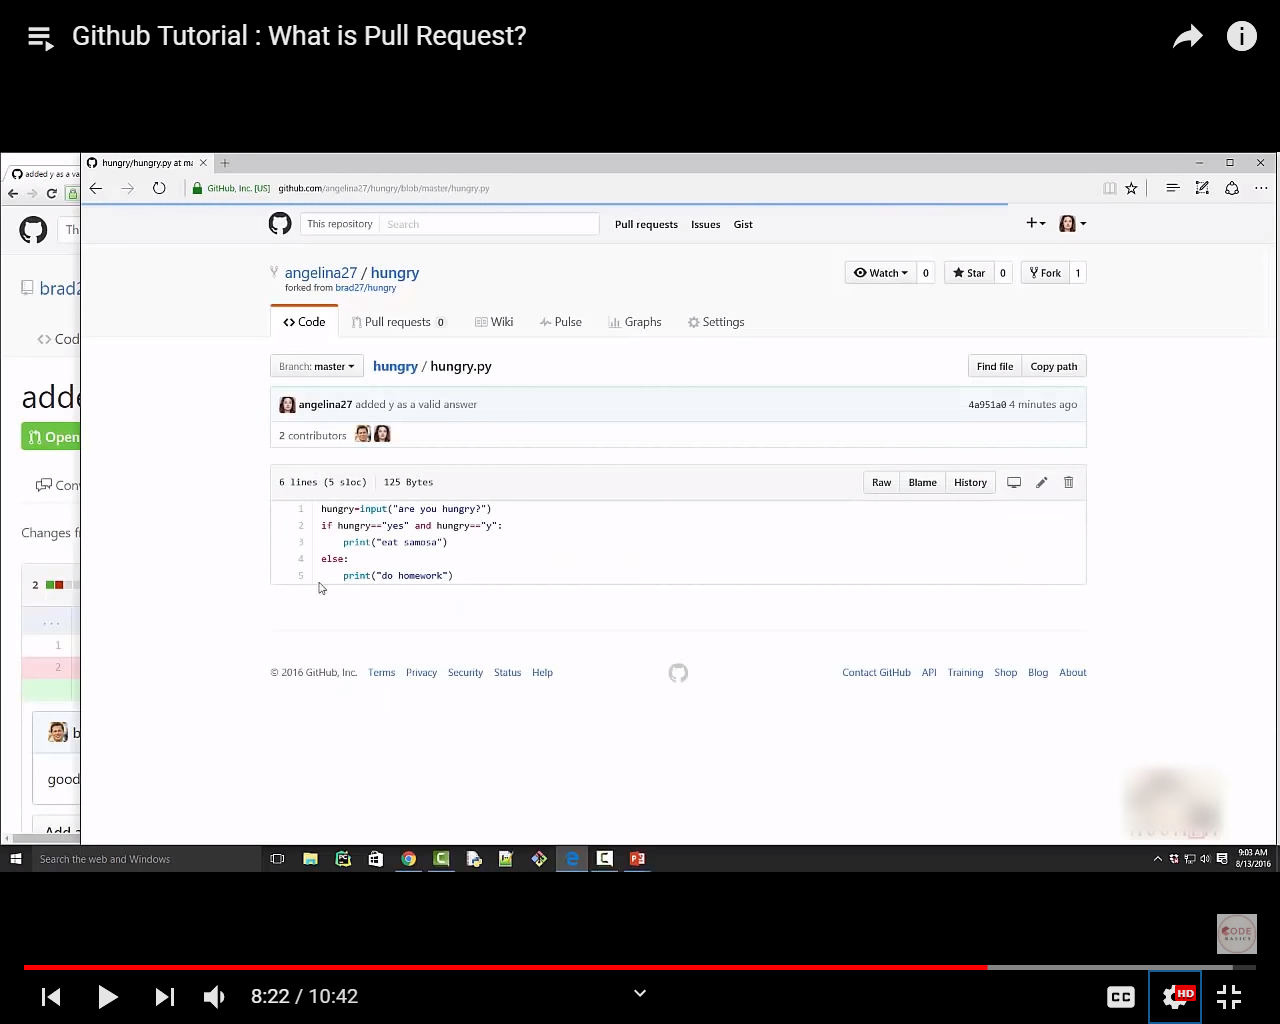 Github Tutorial : What is Pull Request?
added y as a va
hungry/hungry.py at ma
GitHub, Inc. [US] github.com/angelina27/hungry/blob/master/hungry.py
Th
This repository Search Pull requests Issues Gist
brad2
angelina27 / hungry
forked from brad27/hungry
Watch 0 Star 0 Fork 1
Cod
Code Pull requests 0 Wiki Pulse Graphs Settings
Branch: master hungry / hungry.py Find file Copy path
adde
angelina27 added y as a valid answer 4a951a0 4 minutes ago
Open
2 contributors
Con
6 lines (5 sloc) 125 Bytes Raw Blame History
Changes f
1 hungry=input("are you hungry?")
2 if hungry=="yes" and hungry=="y":
3 print("eat samosa")
4 else:
5 print("do homework")
2
...
1
2
© 2016 GitHub, Inc. Terms Privacy Security Status Help Contact GitHub API Training Shop Blog About
b
good
Add a
Search the web and Windows
9:03 AM
8/13/2016
CODE
BASICS
8:22 / 10:42
CC
HD